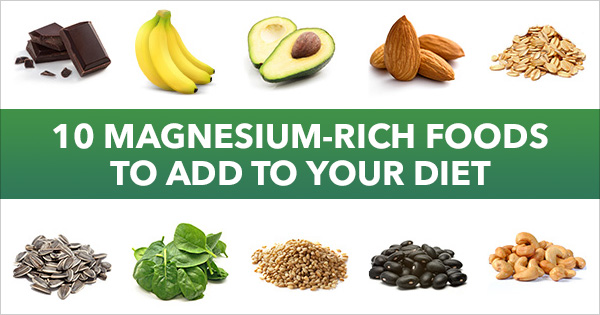 10 MAGNESIUM-RICH FOODS
TO ADD TO YOUR DIET